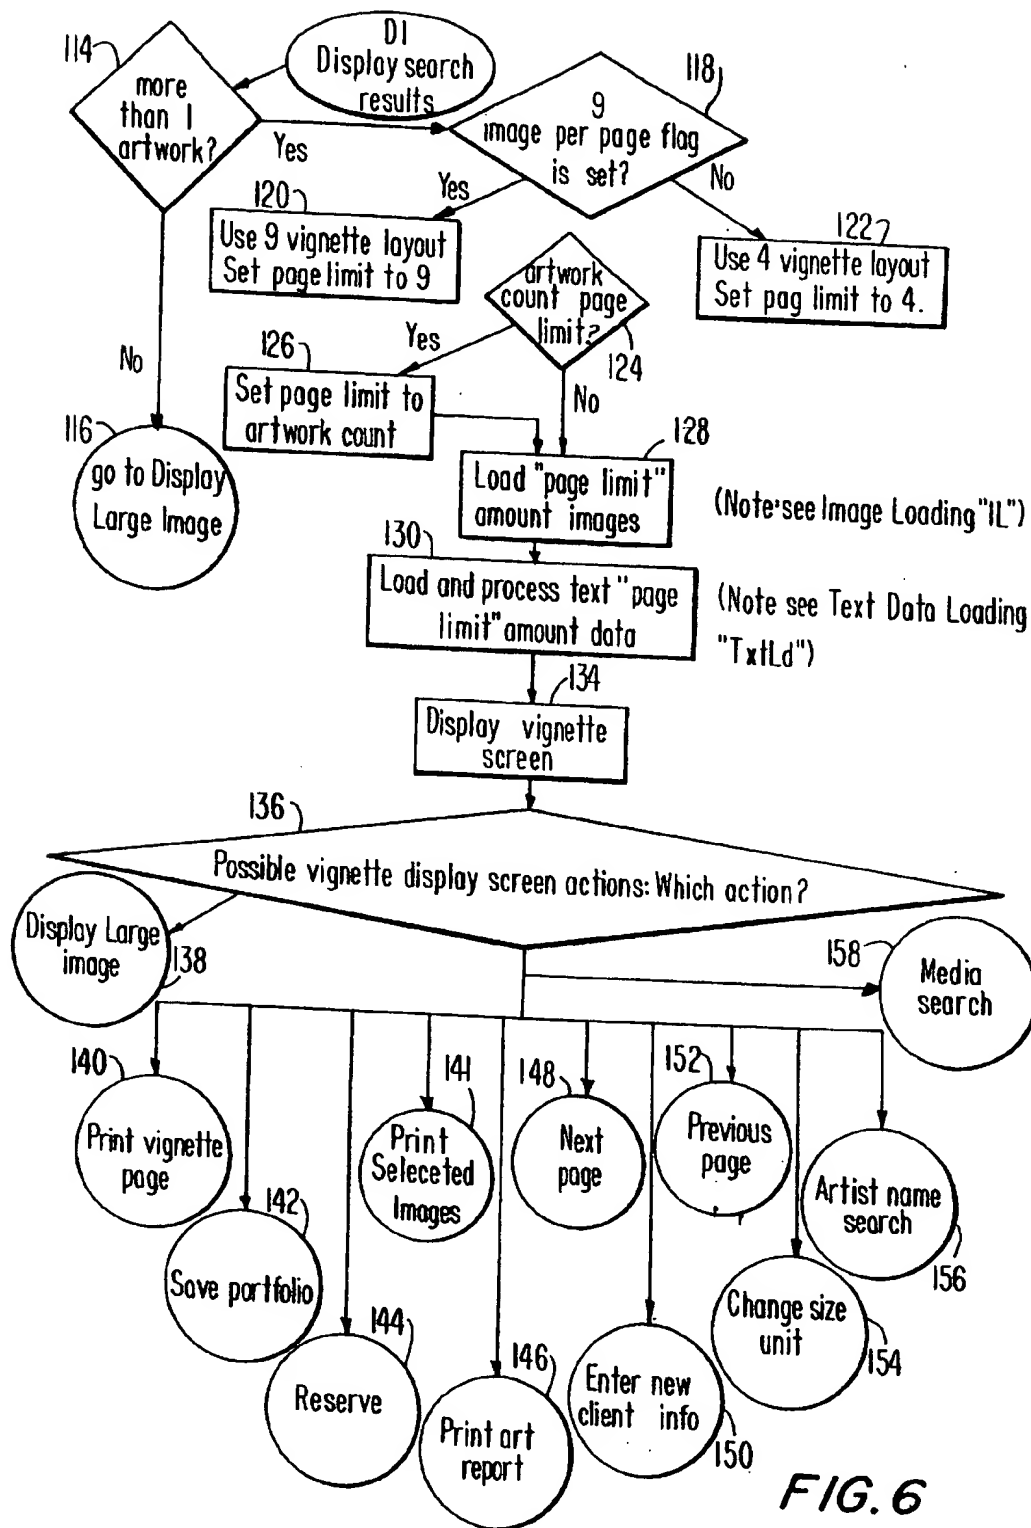 114
more
than 1
artwork?
D1
Display search
results
118
9
image per page flag
is set?
Yes
Yes
No
120
Use 9 vignette layout
Set page limit to 9
122
Use 4 vignette layout
Set pag limit to 4.
artwork
count page
limit?
124
Yes
No
No
126
Set page limit to
artwork count
116
go to Display
Large Image
128
Load "page limit"
amount images
(Note:see Image Loading "IL")
130
Load and process text "page
limit" amount data
(Note see Text Data Loading
"TxtLd")
134
Display vignette
screen
136
Possible vignette display screen actions: Which action?
Display Large
image
138
158
Media
search
140
Print vignette
page
141
Print
Seleceted
Images
148
Next
page
152
Previous
page
Artist name
search
156
142
Save portfolio
144
Reserve
146
Print art
report
Enter new
client info
150
Change size
unit
154
FIG. 6